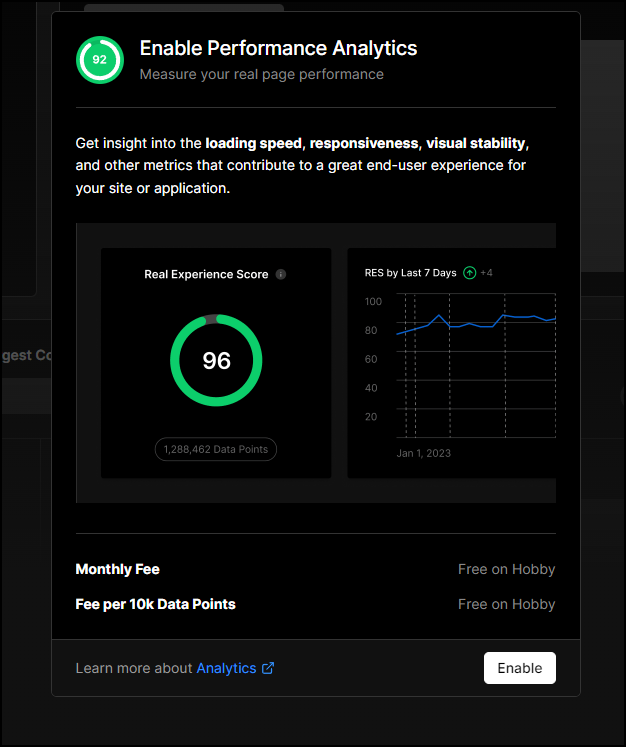 92
Enable Performance Analytics
Measure your real page performance
Get insight into the loading speed, responsiveness, visual stability,
and other metrics that contribute to a great end-user experience for
your site or application.
Real Experience Score
96
1,288,462 Data Points
RES by Last 7 Days +4
100
80
60
40
20
Jan 1, 2023
gest Co
Monthly Fee Free on Hobby
Fee per 10k Data Points Free on Hobby
Learn more about Analytics
Enable